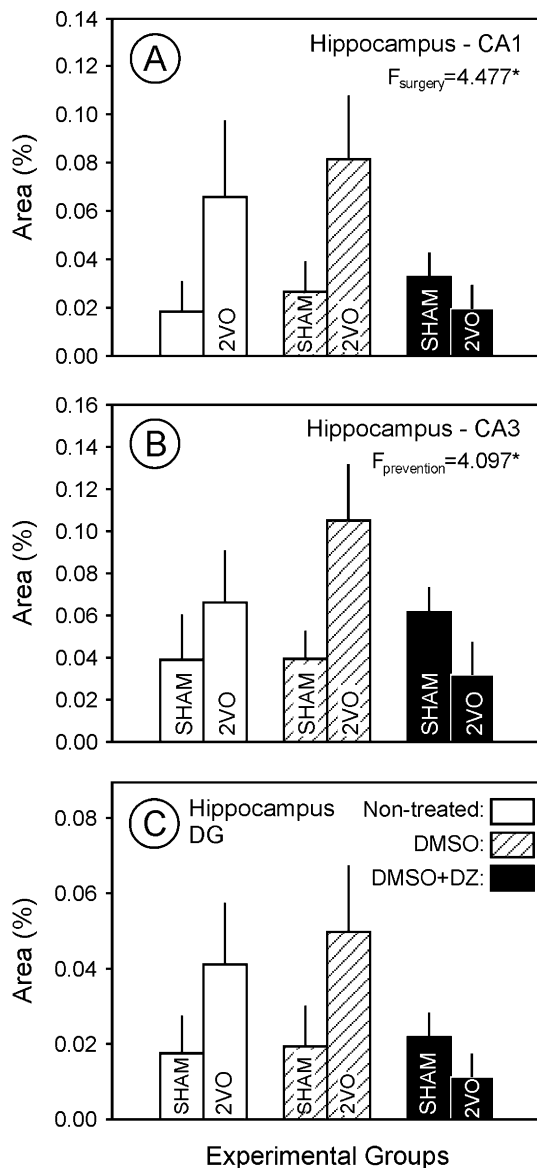 A
Hippocampus - CA1
Fsurgery=4.477*
Area (%)
0.14
0.12
0.10
0.08
0.06
0.04
0.02
0.00
2VO
SHAM
2VO
SHAM
2VO
B
Hippocampus - CA3
Fprevention=4.097*
Area (%)
0.16
0.14
0.12
0.10
0.08
0.06
0.04
0.02
0.00
SHAM
2VO
SHAM
2VO
SHAM
2VO
C
Hippocampus
DG
Non-treated:
DMSO:
DMSO+DZ:
Area (%)
0.08
0.06
0.04
0.02
0.00
SHAM
2VO
SHAM
2VO
SHAM
2VO
Experimental Groups